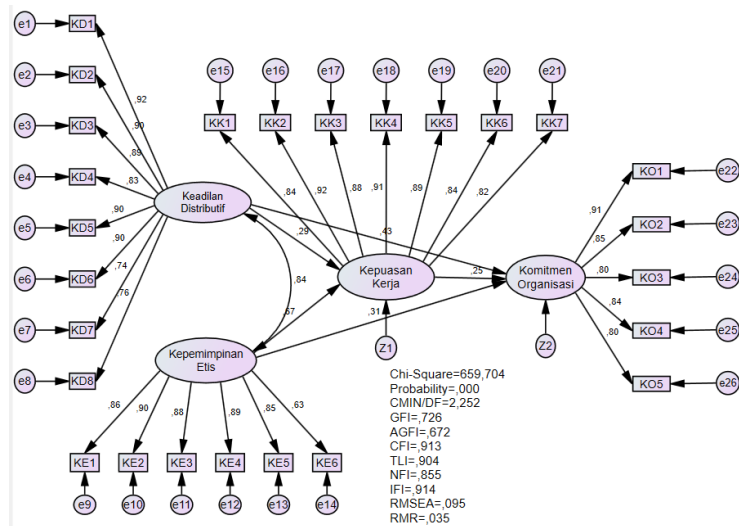 e1
KD1
e2
KD2
e3
KD3
e4
KD4
e5
KD5
e6
KD6
e7
KD7
e8
KD8
,92
,90
,89
,83
,90
,90
,74
,76
Keadilan
Distributif
e15
e16
e17
e18
e19
e20
e21
KK1
KK2
KK3
KK4
KK5
KK6
KK7
,84
,92
,88
,91
,89
,84
,82
,29
,43
,84
,67
,25
,31
Kepuasan
Kerja
Z1
Komitmen
Organisasi
Z2
KO1
e22
KO2
e23
KO3
e24
KO4
e25
KO5
e26
,91
,85
,80
,84
,80
Kepemimpinan
Etis
,86
,90
,88
,89
,85
,63
KE1
KE2
KE3
KE4
KE5
KE6
e9
e10
e11
e12
e13
e14
Chi-Square=659,704
Probability=,000
CMIN/DF=2,252
GFI=,726
AGFI=,672
CFI=,913
TLI=,904
NFI=,855
IFI=,914
RMSEA=,095
RMR=,035